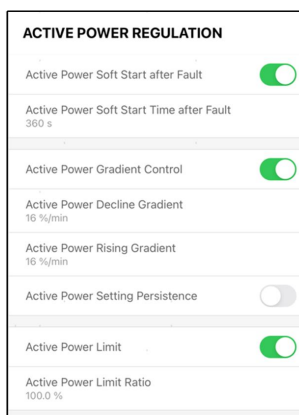 ACTIVE POWER REGULATION
Active Power Soft Start after Fault
Active Power Soft Start Time after Fault
360 s
Active Power Gradient Control
Active Power Decline Gradient
16 %/min
Active Power Rising Gradient
16 %/min
Active Power Setting Persistence
Active Power Limit
Active Power Limit Ratio
100.0 %